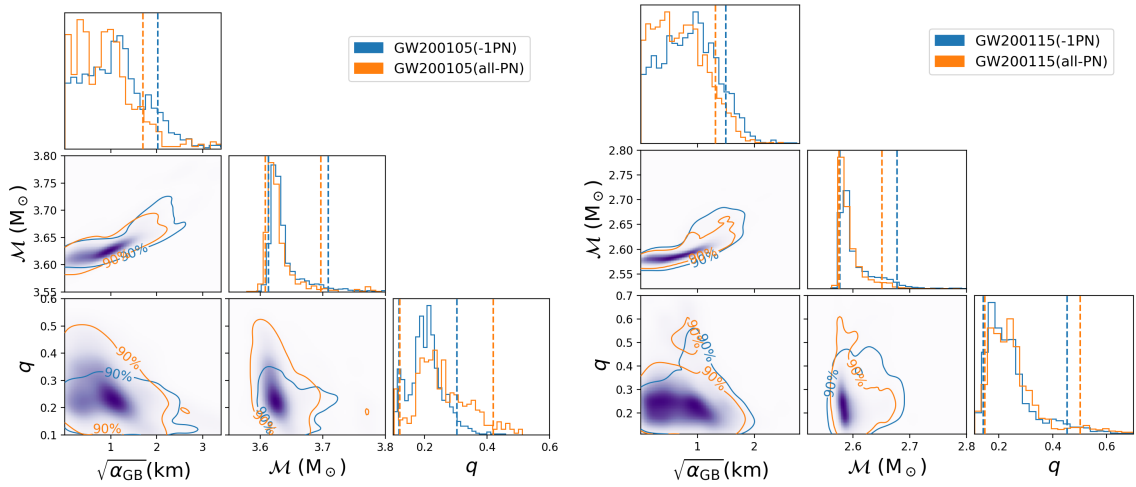 GW200105(-1PN)
GW200105(all-PN)
3.80
3.75
3.70
3.65
3.60
3.55
ℳ (M⊙)
90%
90%
0.6
0.5
0.4
0.3
0.2
0.1
q
90%
90%
90%
90%
1 2 3
√αGB(km)
3.6 3.7 3.8
ℳ (M⊙)
0.2 0.4 0.6
q
GW200115(-1PN)
GW200115(all-PN)
2.80
2.75
2.70
2.65
2.60
2.55
ℳ (M⊙)
90%
0.7
0.6
0.5
0.4
0.3
0.2
q
90%
90%
90%
90%
90%
1 2
√αGB(km)
2.6 2.7 2.8
ℳ (M⊙)
0.2 0.4 0.6
q